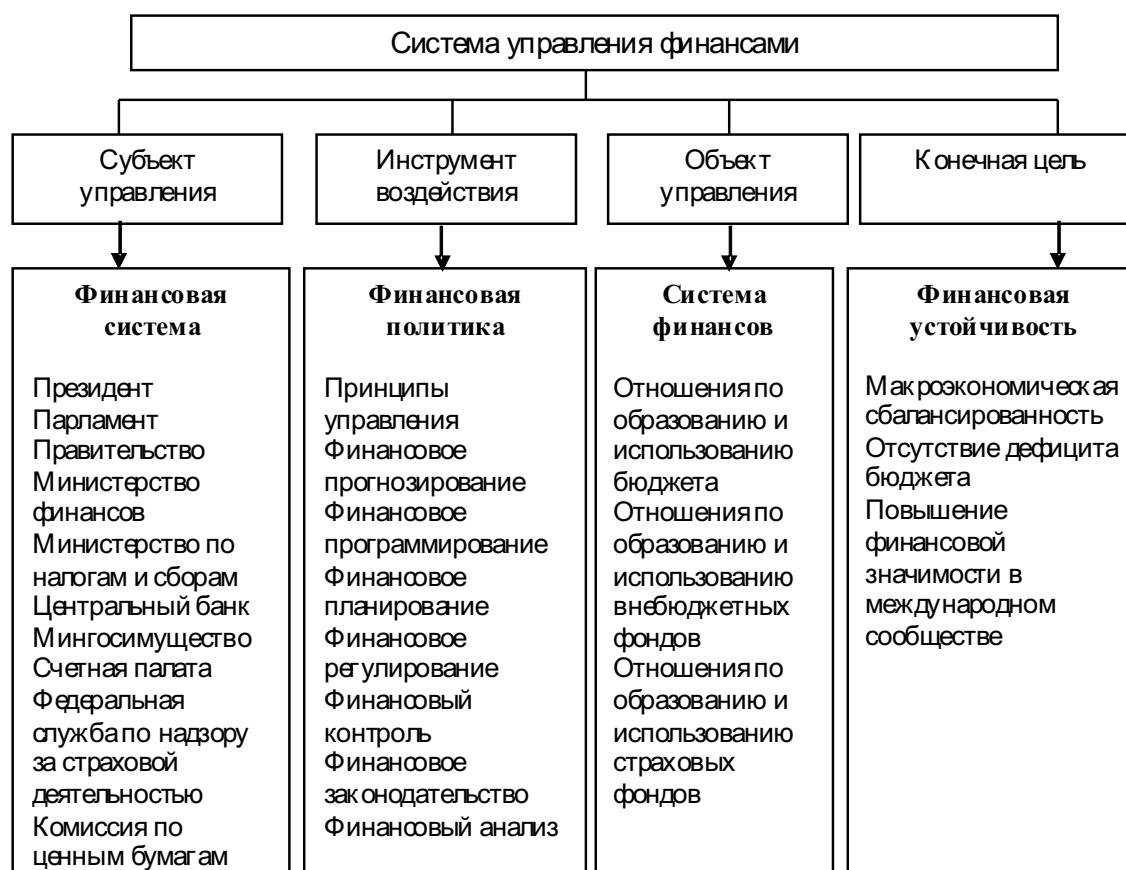 Система управления финансами
Субъект
управления
Инструмент
воздействия
Объект
управления
Конечная цель
Финансовая
система
Президент
Парламент
Правительство
Министерство
финансов
Министерство по
налогам и сборам
Центральный банк
Мингосимущество
Счетная палата
Федеральная
служба по надзору
за страховой
деятельностью
Комиссия по
ценным бумагам
Финансовая
политика
Принципы
управления
Финансовое
прогнозирование
Финансовое
программирование
Финансовое
планирование
Финансовое
регулирование
Финансовый
контроль
Финансовое
законодательство
Финансовый анализ
Система
финансов
Отношения по
образованию и
использованию
бюджета
Отношения по
образованию и
использованию
внебюджетных
фондов
Отношения по
образованию и
использованию
страховых
фондов
Финансовая
устойчивость
Макроэкономическая
сбалансированность
Отсутствие дефицита
бюджета
Повышение
финансовой
значимости в
международном
сообществе